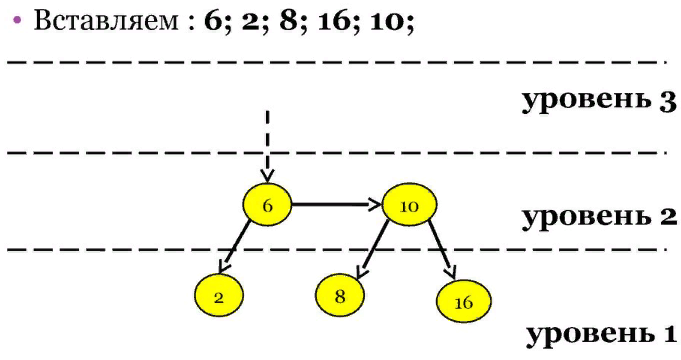 • Вставляем : 6; 2; 8; 16; 10;
уровень 3
6 10
уровень 2
2 8 16
уровень 1